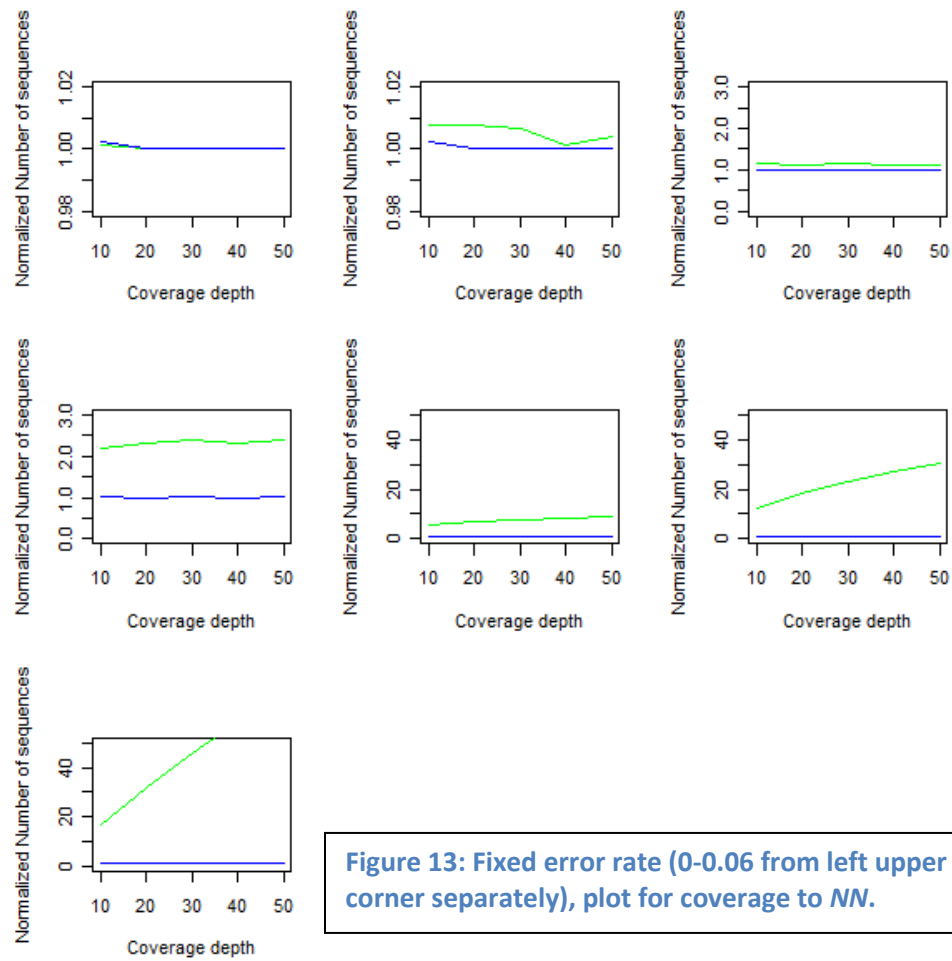 Normalized Number of sequences
1.02
1.00
0.98
10 20 30 40 50
Coverage depth
Normalized Number of sequences
1.02
1.00
0.98
10 20 30 40 50
Coverage depth
Normalized Number of sequences
3.0
2.0
1.0
0.0
10 20 30 40 50
Coverage depth
Normalized Number of sequences
3.0
2.0
1.0
0.0
10 20 30 40 50
Coverage depth
Normalized Number of sequences
40
20
0
10 20 30 40 50
Coverage depth
Normalized Number of sequences
40
20
0
10 20 30 40 50
Coverage depth
Normalized Number of sequences
40
20
0
10 20 30 40 50
Coverage depth
Figure 13: Fixed error rate (0-0.06 from left upper
corner separately), plot for coverage to NN.